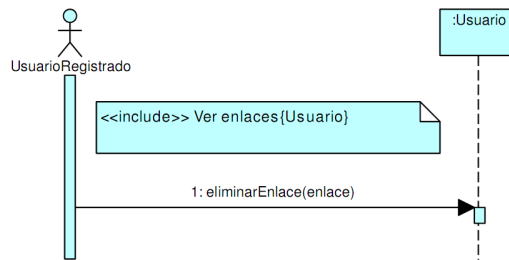 :Usuario
UsuarioRegistrado
<<include>> Ver enlaces{Usuario}
1: eliminarEnlace(enlace)